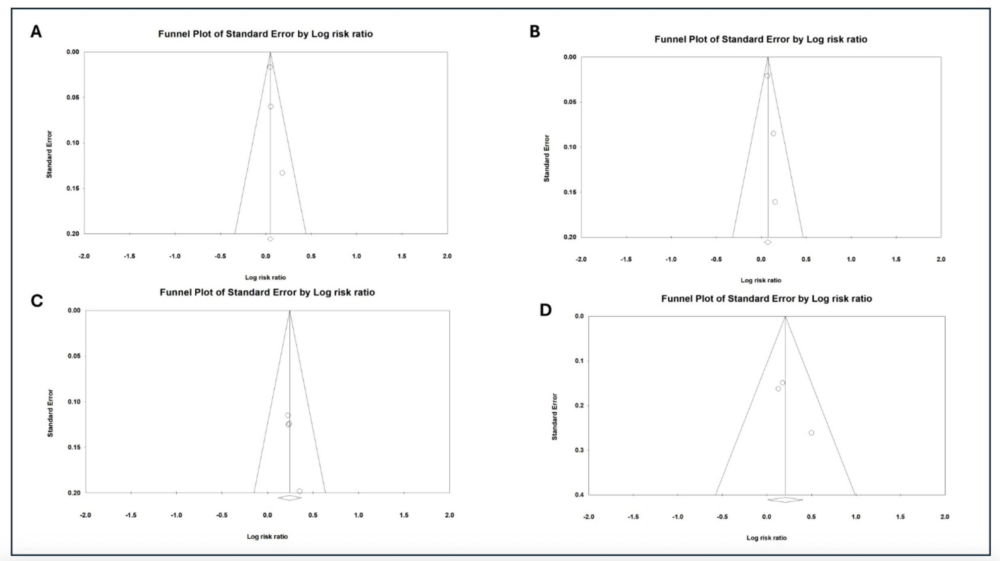 A
Funnel Plot of Standard Error by Log risk ratio
0.00
0.05
0.10
0.15
0.20
Standard Error
-2.0 -1.5 -1.0 -0.5 0.0 0.5 1.0 1.5 2.0
Log risk ratio
B
Funnel Plot of Standard Error by Log risk ratio
0.00
0.05
0.10
0.15
0.20
Standard Error
-2.0 -1.5 -1.0 -0.5 0.0 0.5 1.0 1.5 2.0
Log risk ratio
C
Funnel Plot of Standard Error by Log risk ratio
0.00
0.05
0.10
0.15
0.20
Standard Error
-2.0 -1.5 -1.0 -0.5 0.0 0.5 1.0 1.5 2.0
Log risk ratio
D
Funnel Plot of Standard Error by Log risk ratio
0.0
0.1
0.2
0.3
0.4
Standard Error
-2.0 -1.5 -1.0 -0.5 0.0 0.5 1.0 1.5 2.0
Log risk ratio